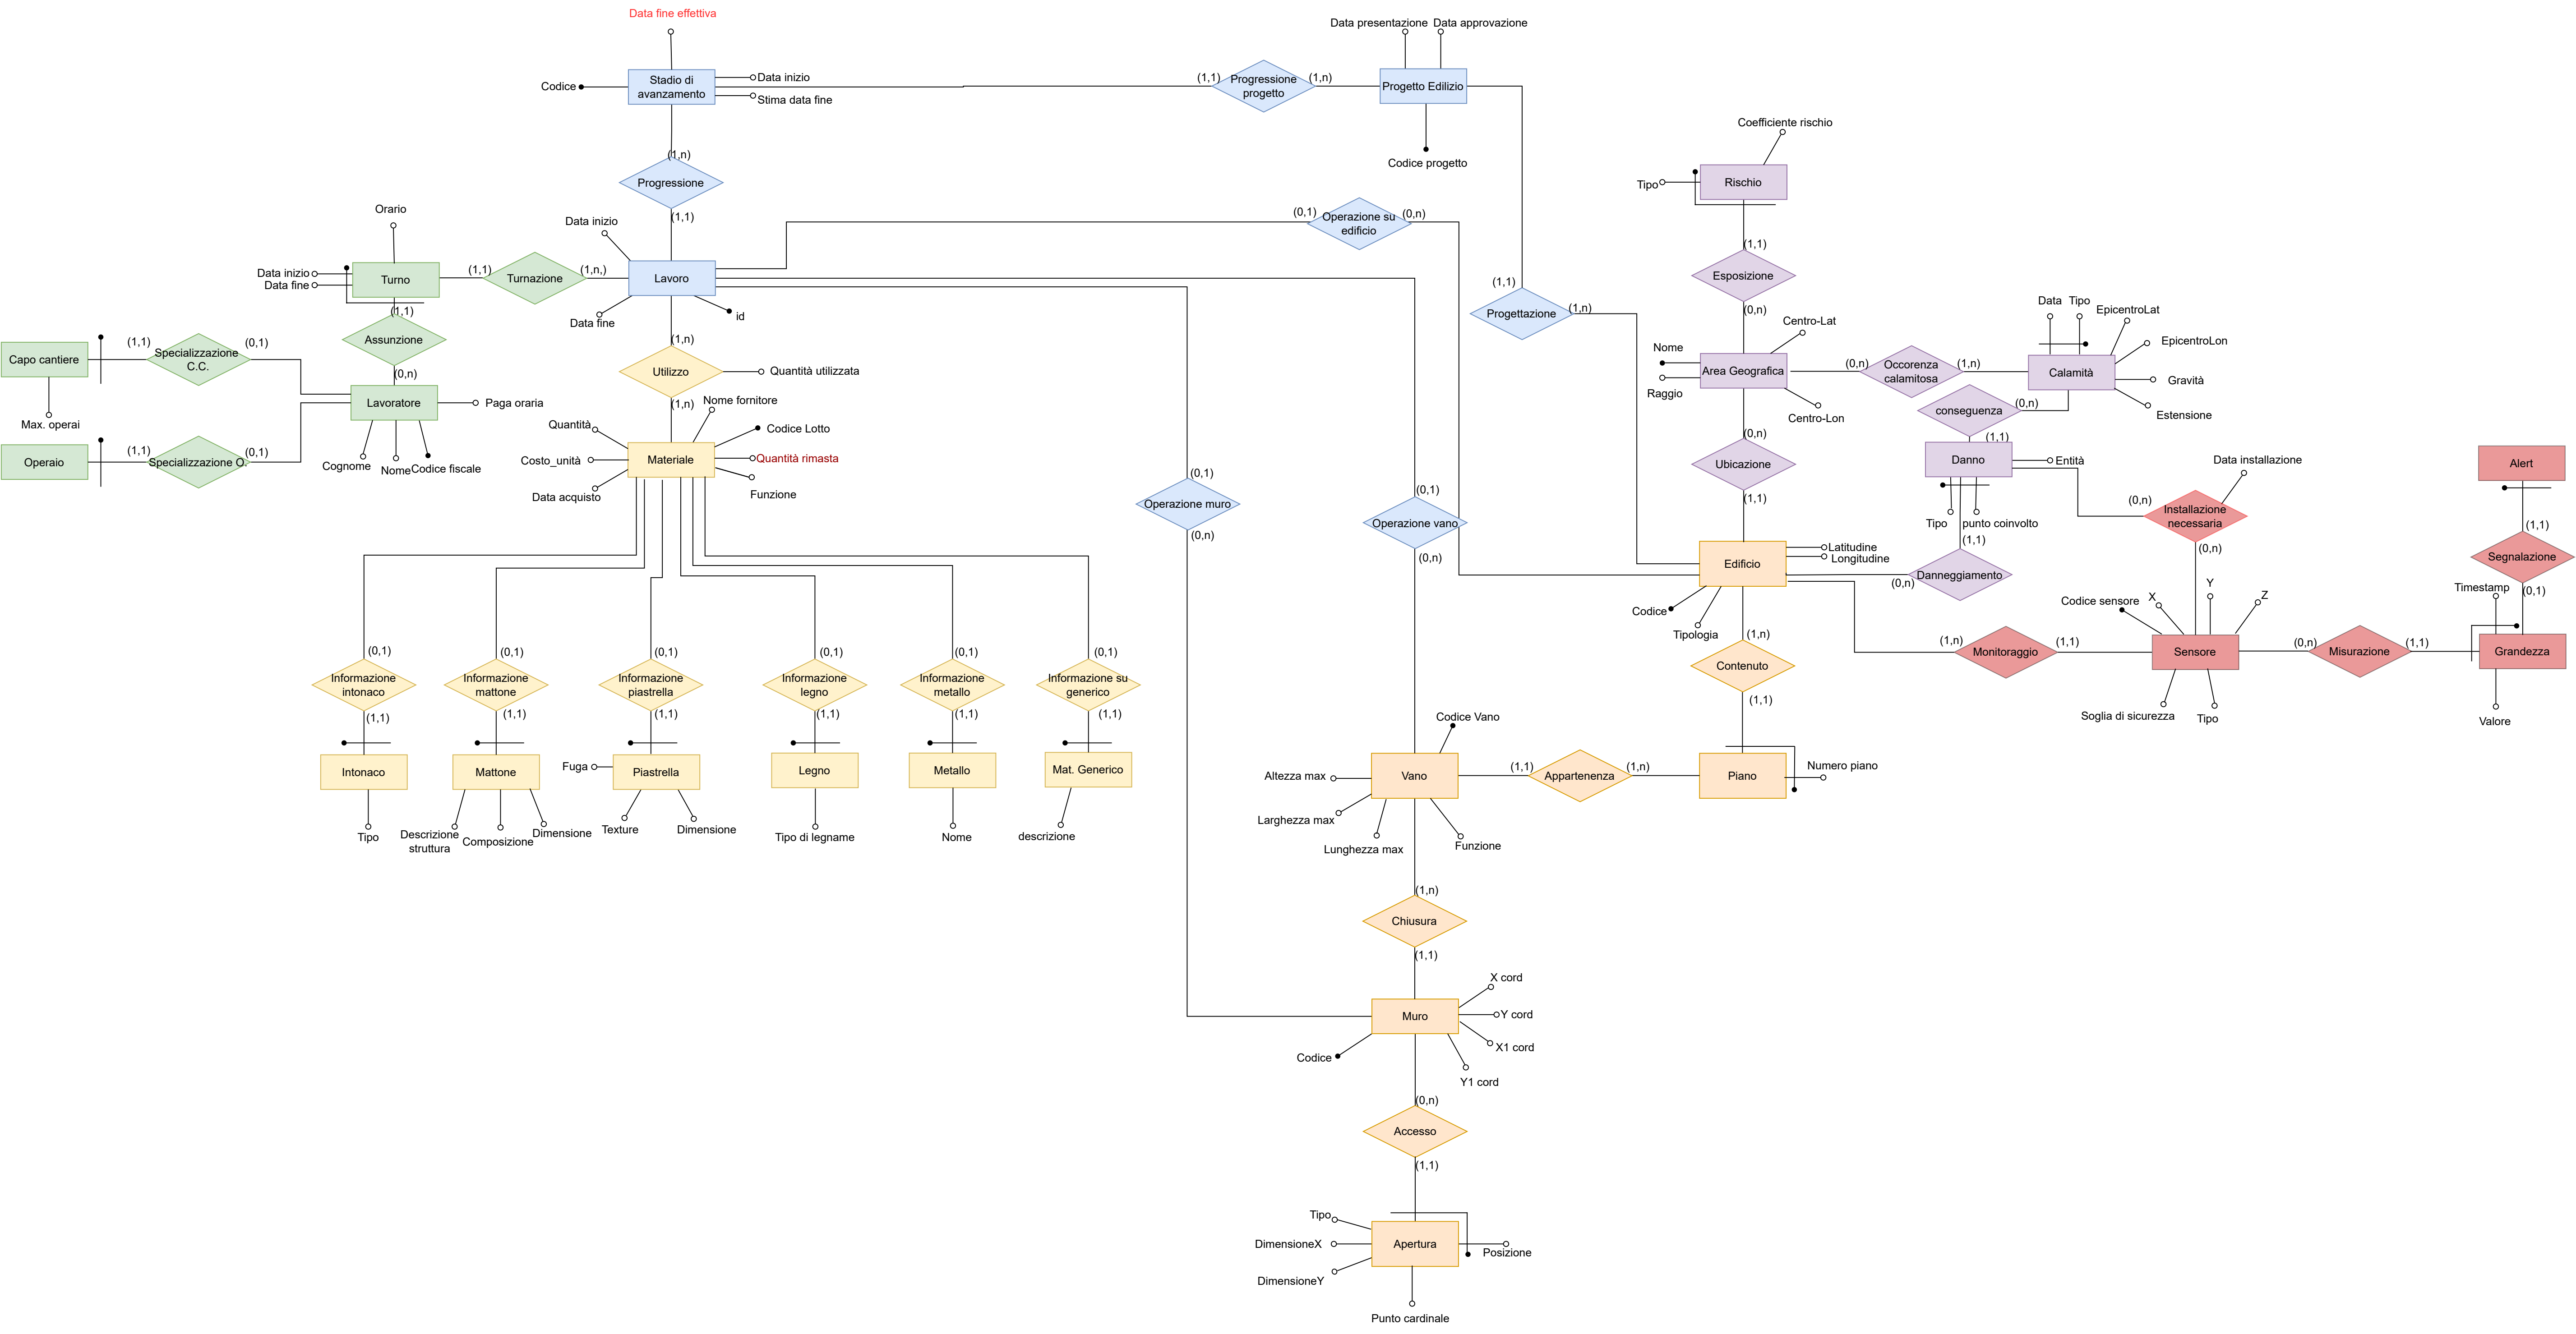 Data fine effettiva
Data presentazione
Data approvazione
Codice
Stadio di
avanzamento
Data inizio
Stima data fine
(1,1)
Progressione
progetto
(1,n)
Progetto Edilizio
Codice progetto
Coefficiente rischio
(1,n)
Progressione
(1,1)
Tipo
Rischio
Orario
Data inizio
(0,1)
Operazione su
edificio
(0,n)
(1,1)
Esposizione
(0,n)
Data inizio
Data fine
Turno
(1,1)
Turnazione
(1,n,)
Lavoro
Data fine
id
(1,1)
Progettazione
(1,n)
(1,1)
Assunzione
(0,n)
Capo cantiere
(1,1)
Specializzazione
C.C.
(0,1)
Max. operai
Lavoratore
Paga oraria
Operaio
(1,1)
Specializzazione O.
(0,1)
Cognome
Nome
Codice fiscale
(1,n)
Utilizzo
Quantità utilizzata
(1,n)
Nome fornitore
Quantità
Codice Lotto
Costo_unità
Materiale
Quantità rimasta
Data acquisto
Funzione
Centro-Lat
Nome
Area Geografica
Raggio
Centro-Lon
(0,n)
Occorenza
calamitosa
(1,n)
Data
Tipo
EpicentroLat
EpicentroLon
Calamità
Gravità
Estensione
conseguenza
(0,n)
(1,1)
(0,n)
Ubicazione
(1,1)
Danno
Entità
Tipo
punto coinvolto
(1,1)
Data installazione
(0,n)
Installazione
necessaria
(0,n)
Alert
(1,1)
Segnalazione
(0,1)
(0,1)
Operazione muro
(0,n)
(0,1)
Operazione vano
(0,n)
Edificio
Latitudine
Longitudine
Danneggiamento
(0,n)
Codice
Tipologia
(1,n)
Contenuto
(1,1)
Codice sensore
X
Y
Z
Timestamp
(1,n)
Monitoraggio
(1,1)
Sensore
(0,n)
Misurazione
(1,1)
Grandezza
Soglia di sicurezza
Tipo
Valore
(0,1)
(0,1)
(0,1)
(0,1)
(0,1)
(0,1)
Informazione
intonaco
Informazione
mattone
Informazione
piastrella
Informazione
legno
Informazione
metallo
Informazione su
generico
(1,1)
(1,1)
(1,1)
(1,1)
(1,1)
(1,1)
Intonaco
Mattone
Fuga
Piastrella
Legno
Metallo
Mat. Generico
Tipo
Descrizione
struttura
Composizione
Dimensione
Texture
Dimensione
Tipo di legname
Nome
descrizione
Codice Vano
Altezza max
Vano
(1,1)
Appartenenza
(1,n)
Piano
Numero piano
Larghezza max
Lunghezza max
Funzione
(1,n)
Chiusura
(1,1)
X cord
Muro
Y cord
Codice
X1 cord
Y1 cord
(0,n)
Accesso
(1,1)
Tipo
DimensioneX
Apertura
Posizione
DimensioneY
Punto cardinale